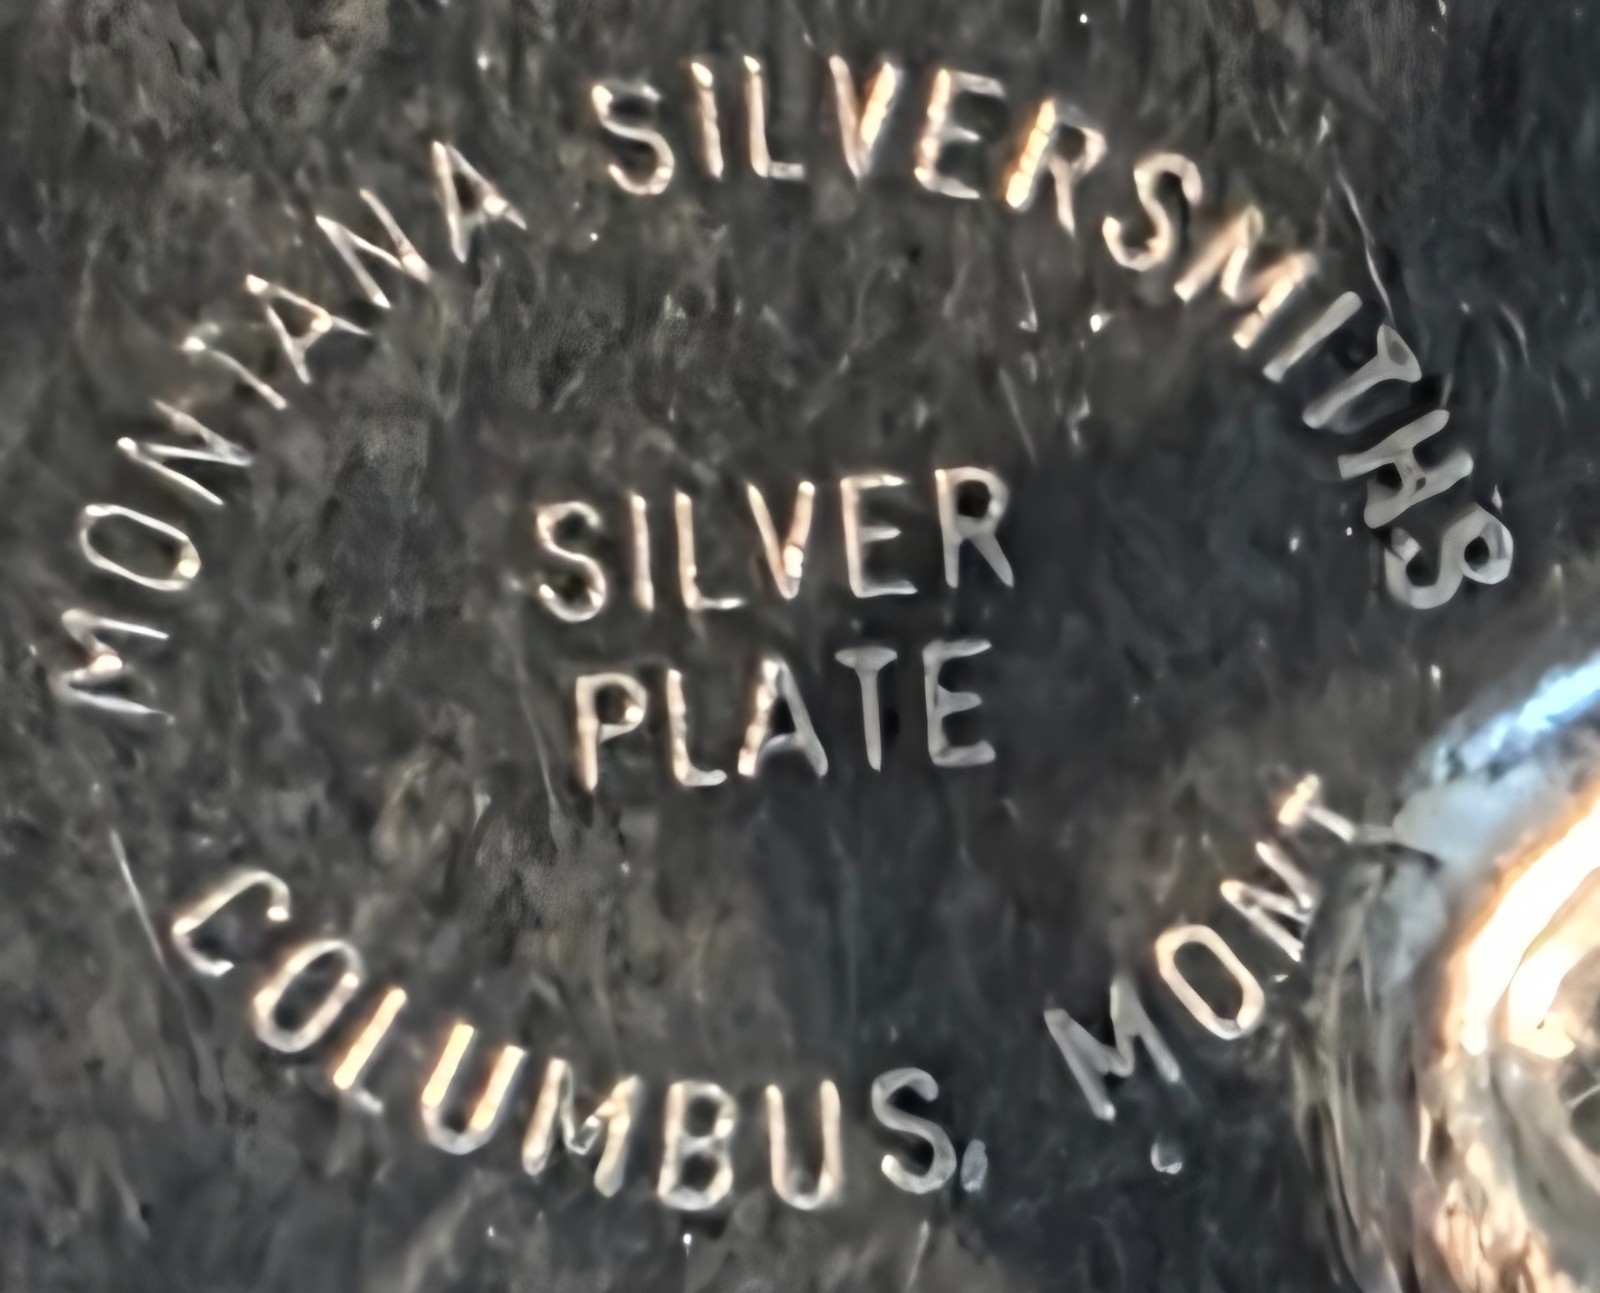 MONTANA SILVERSMITHS
SILVER
PLATE
COLUMBUS, MONT